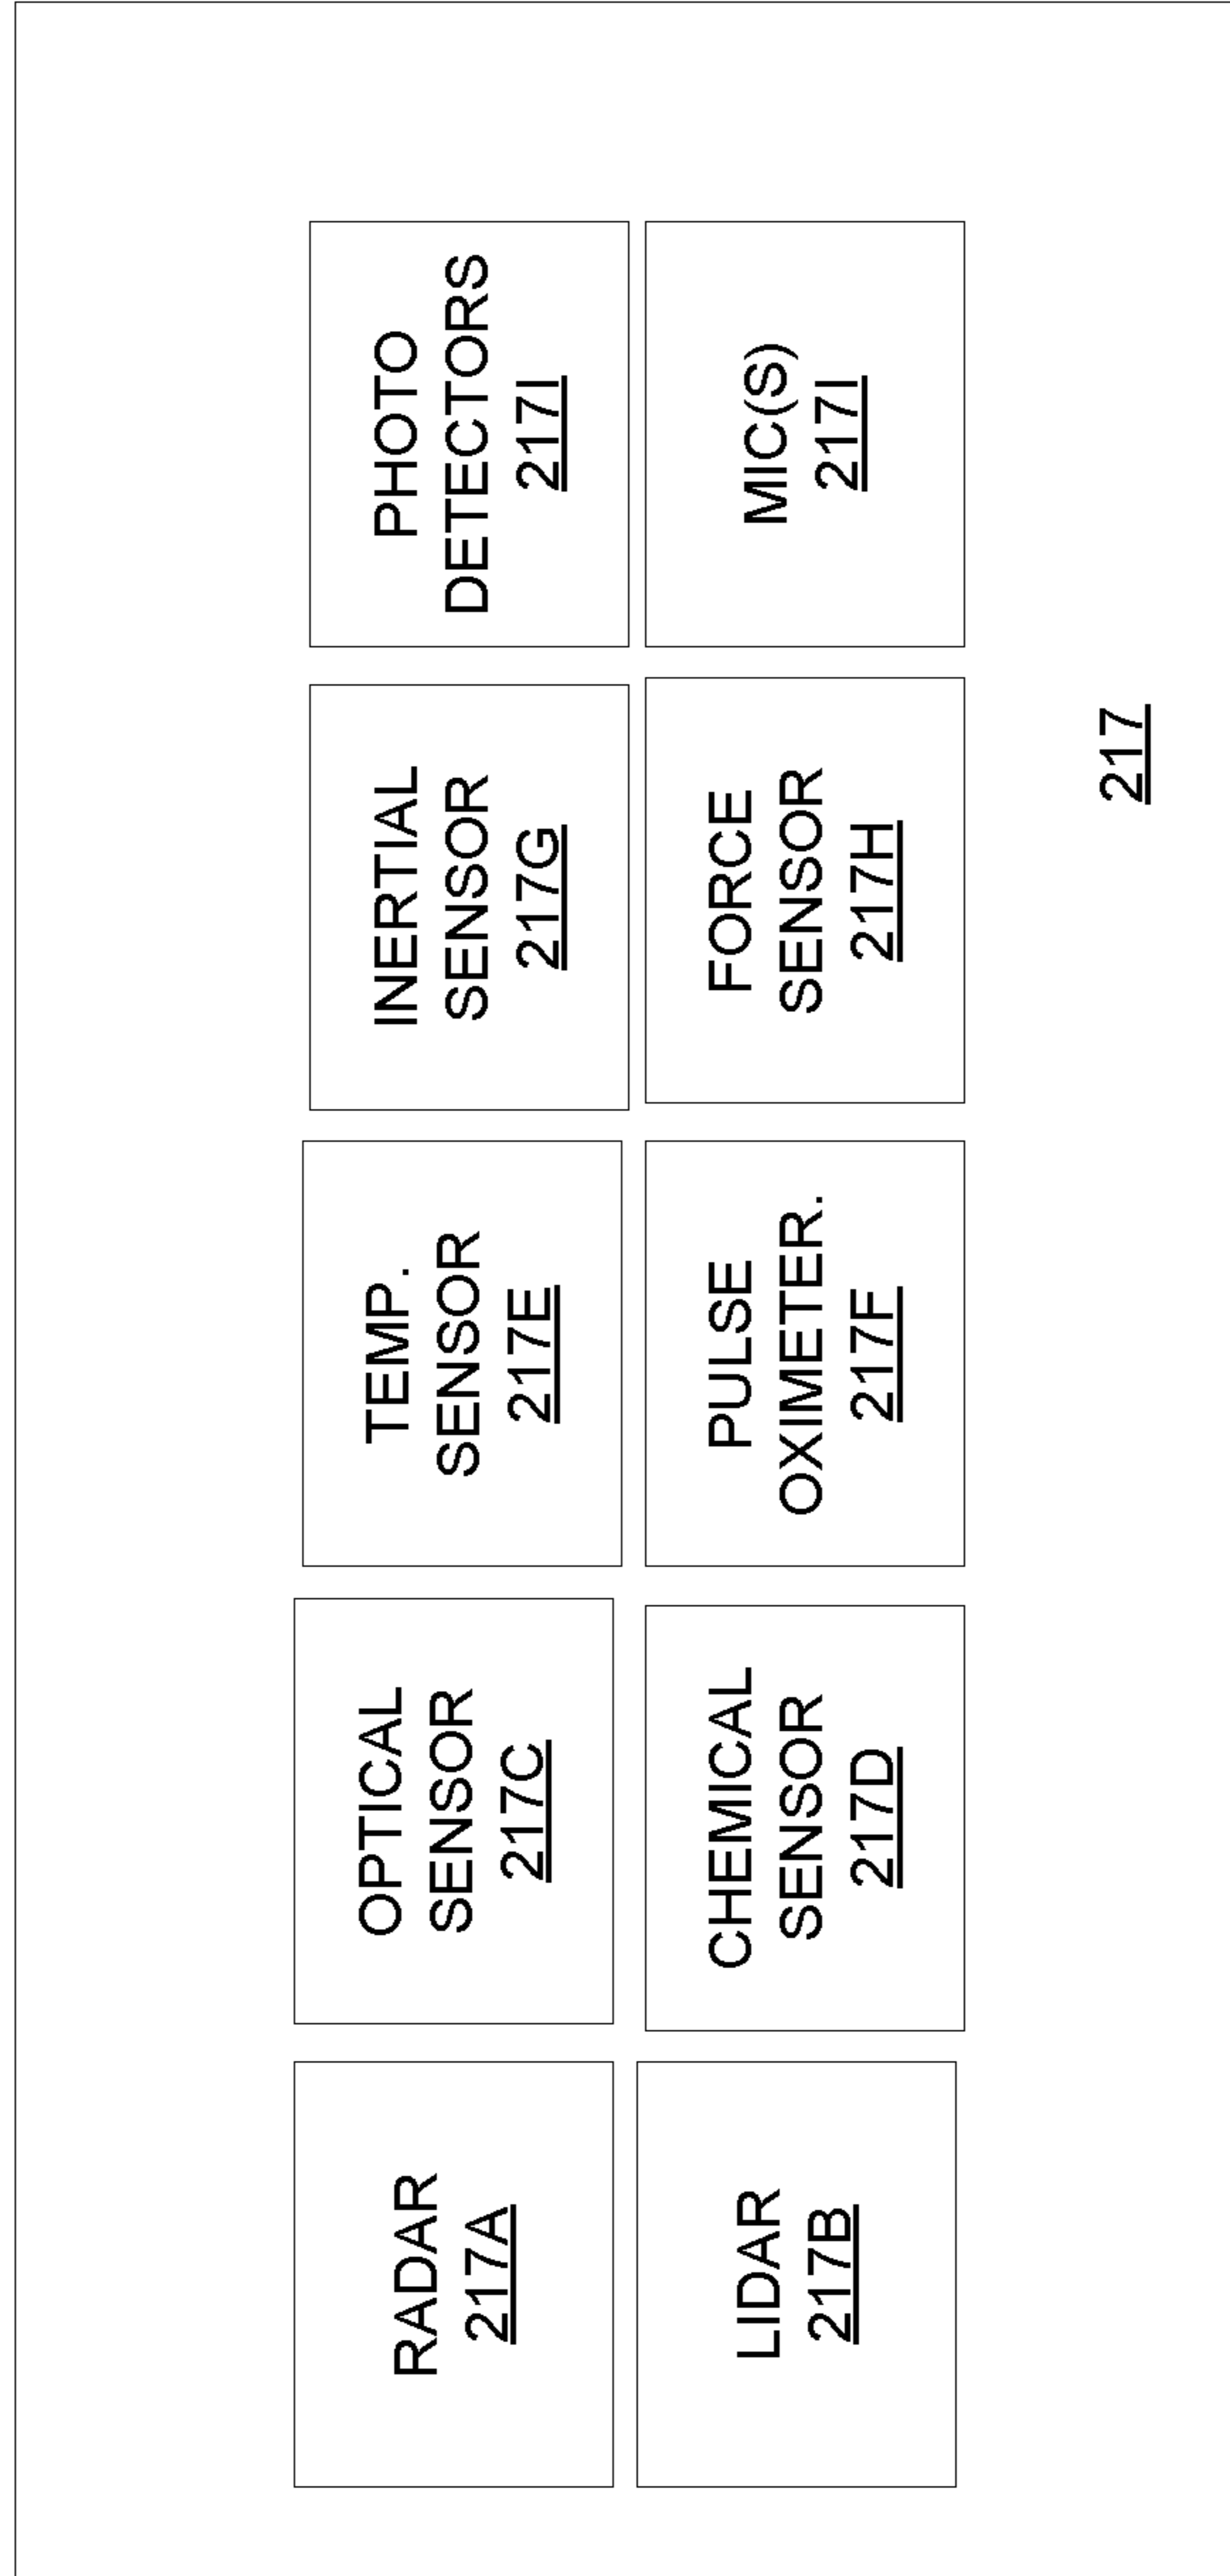 RADAR
217A
OPTICAL
SENSOR
217C
TEMP.
SENSOR
217E
INERTIAL
SENSOR
217G
PHOTO
DETECTORS
217I
LIDAR
217B
CHEMICAL
SENSOR
217D
PULSE
OXIMETER.
217F
FORCE
SENSOR
217H
MIC(S)
217I
217